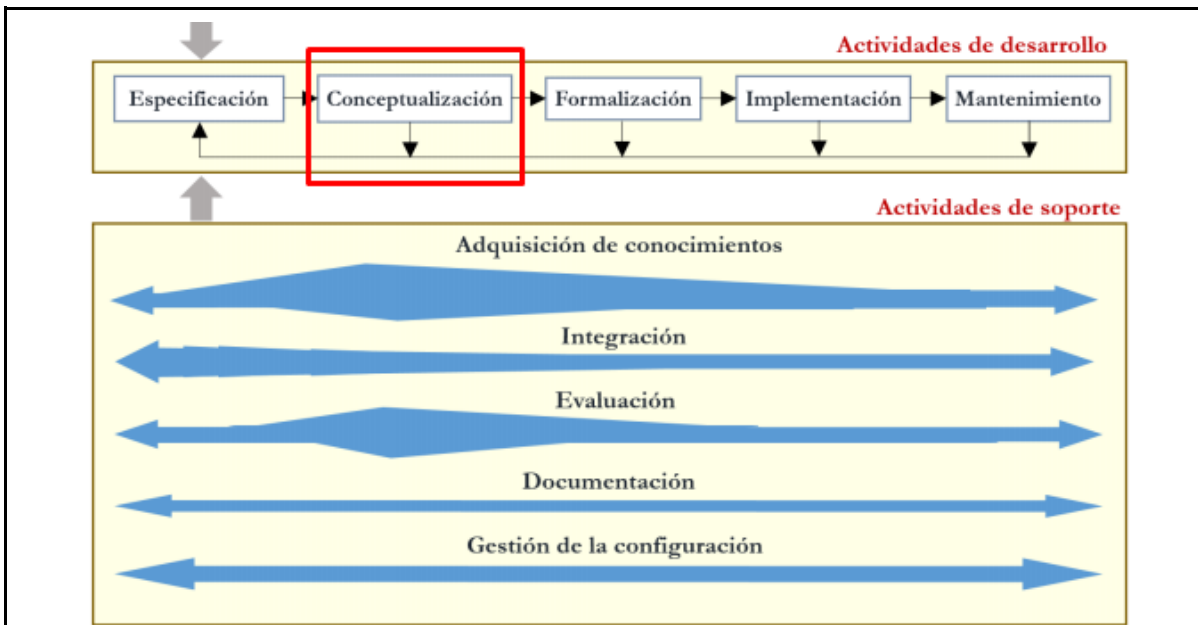 Actividades de desarrollo
Especificación
Conceptualización
Formalización
Implementación
Mantenimiento
Actividades de soporte
Adquisición de conocimientos
Integración
Evaluación
Documentación
Gestión de la configuración